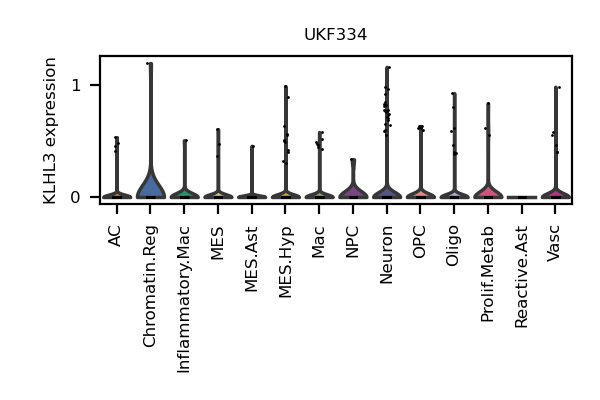 UKF334
KLHL3 expression
1
0
AC
Chromatin.Reg
Inflammatory.Mac
MES
MES.Ast
MES.Hyp
Mac
NPC
Neuron
OPC
Oligo
Prolif.Metab
Reactive.Ast
Vasc